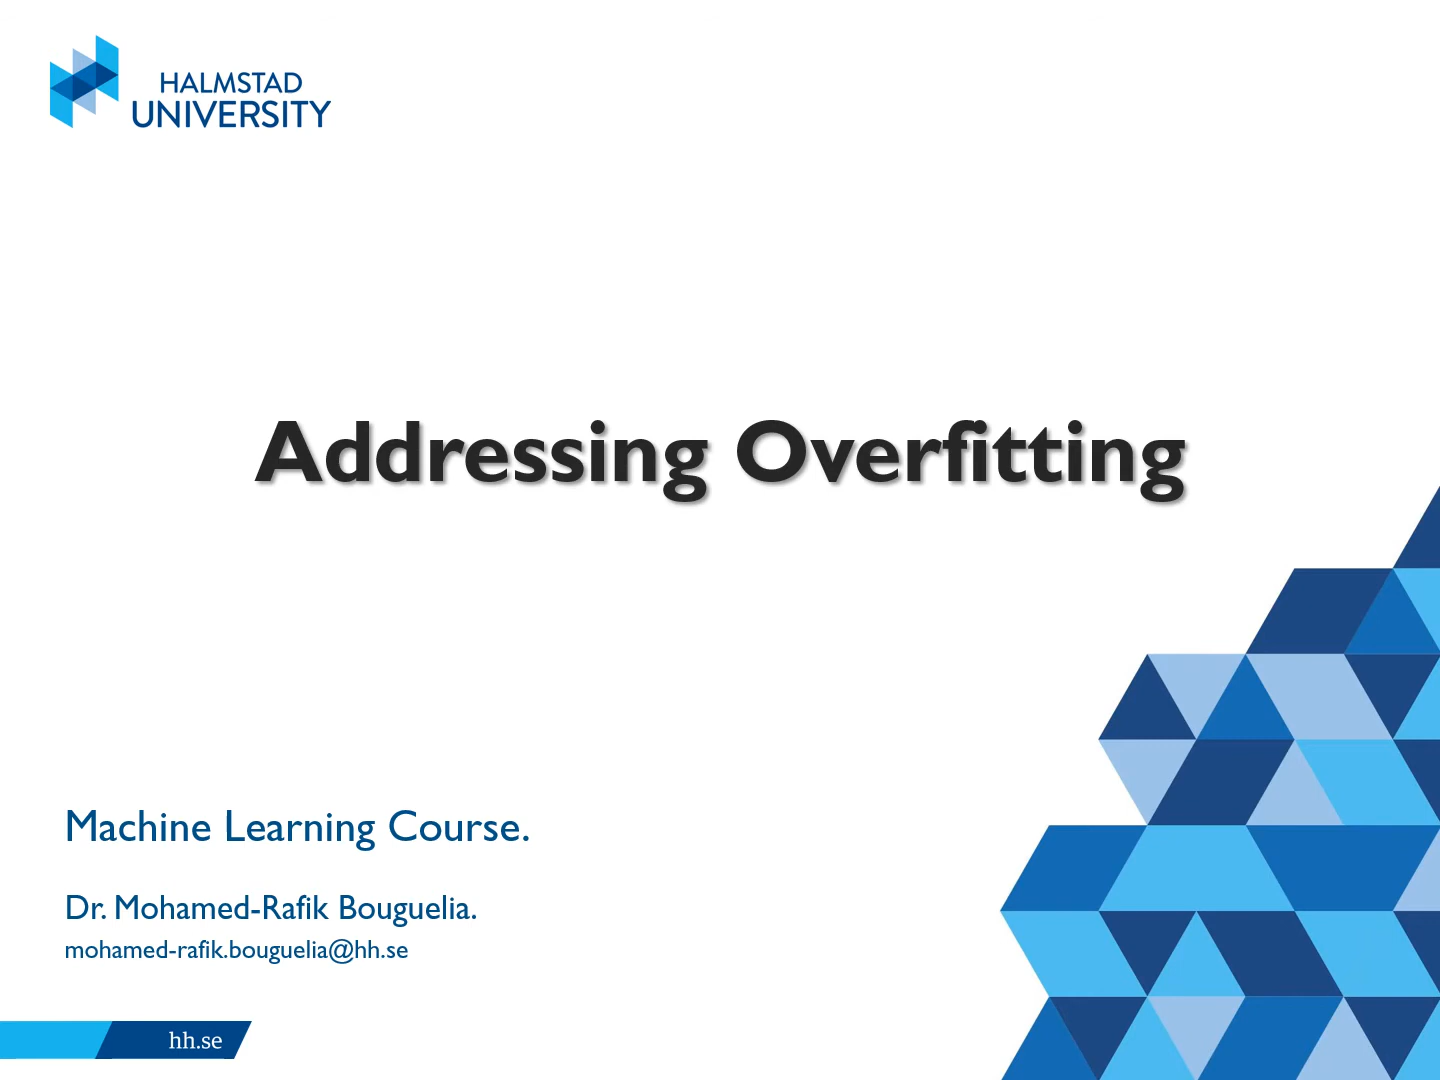 HALMSTAD
UNIVERSITY
Addressing Overfitting
Machine Learning Course.
Dr. Mohamed-Rafik Bouguelia.
mohamed-rafik.bouguelia@hh.se
hh.se